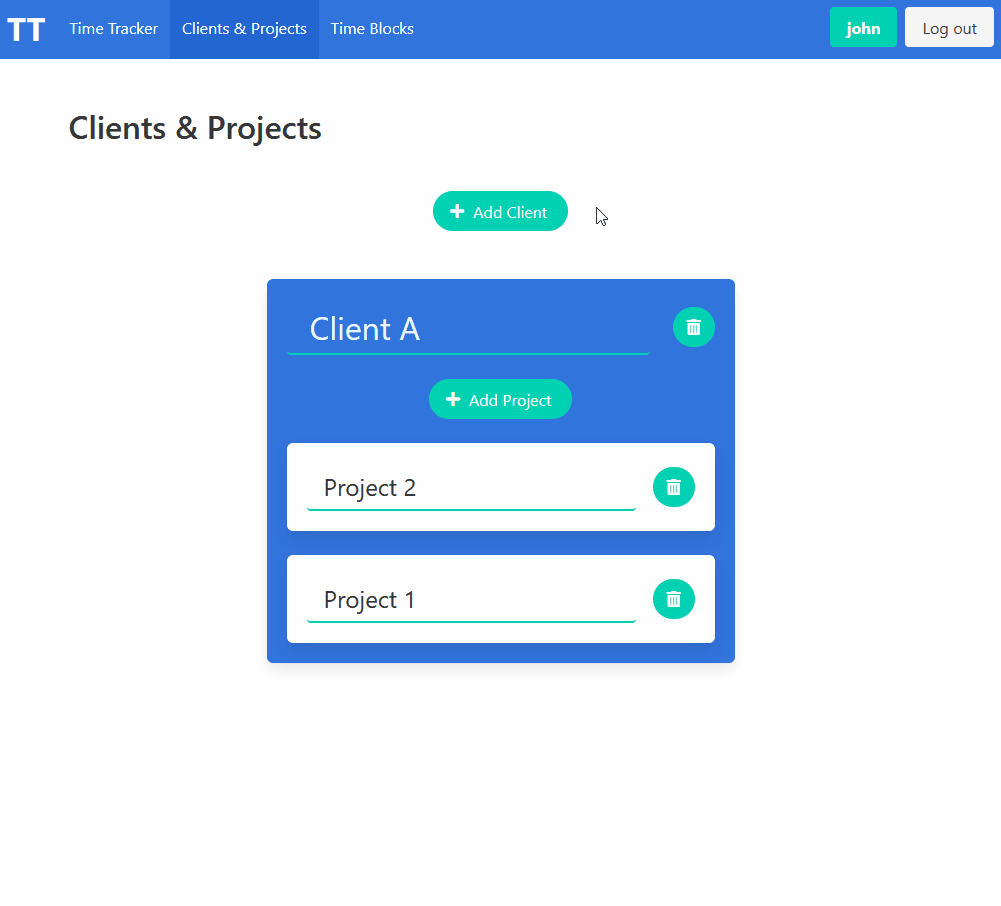 TT Time Tracker Clients & Projects Time Blocks john Log out
Clients & Projects
Add Client
Client A
Add Project
Project 2
Project 1